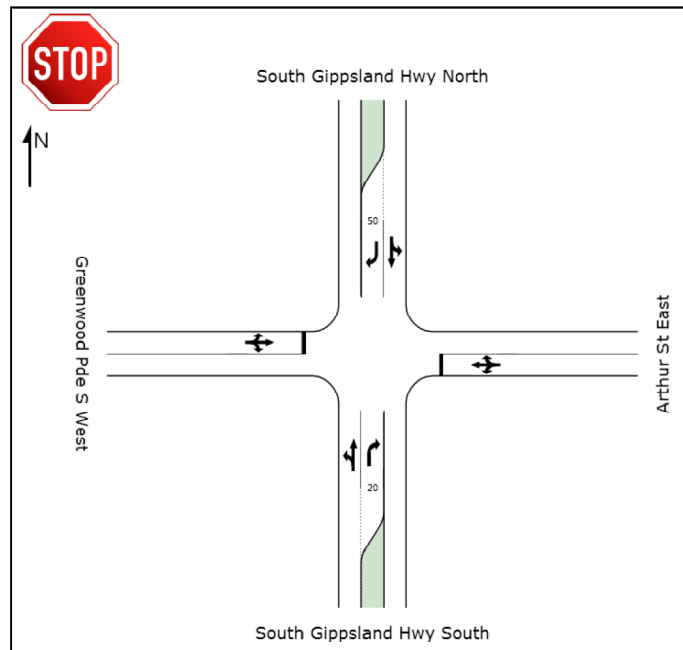 STOP
South Gippsland Hwy North
N
50
Greenwood Pde S West
Arthur St East
20
South Gippsland Hwy South